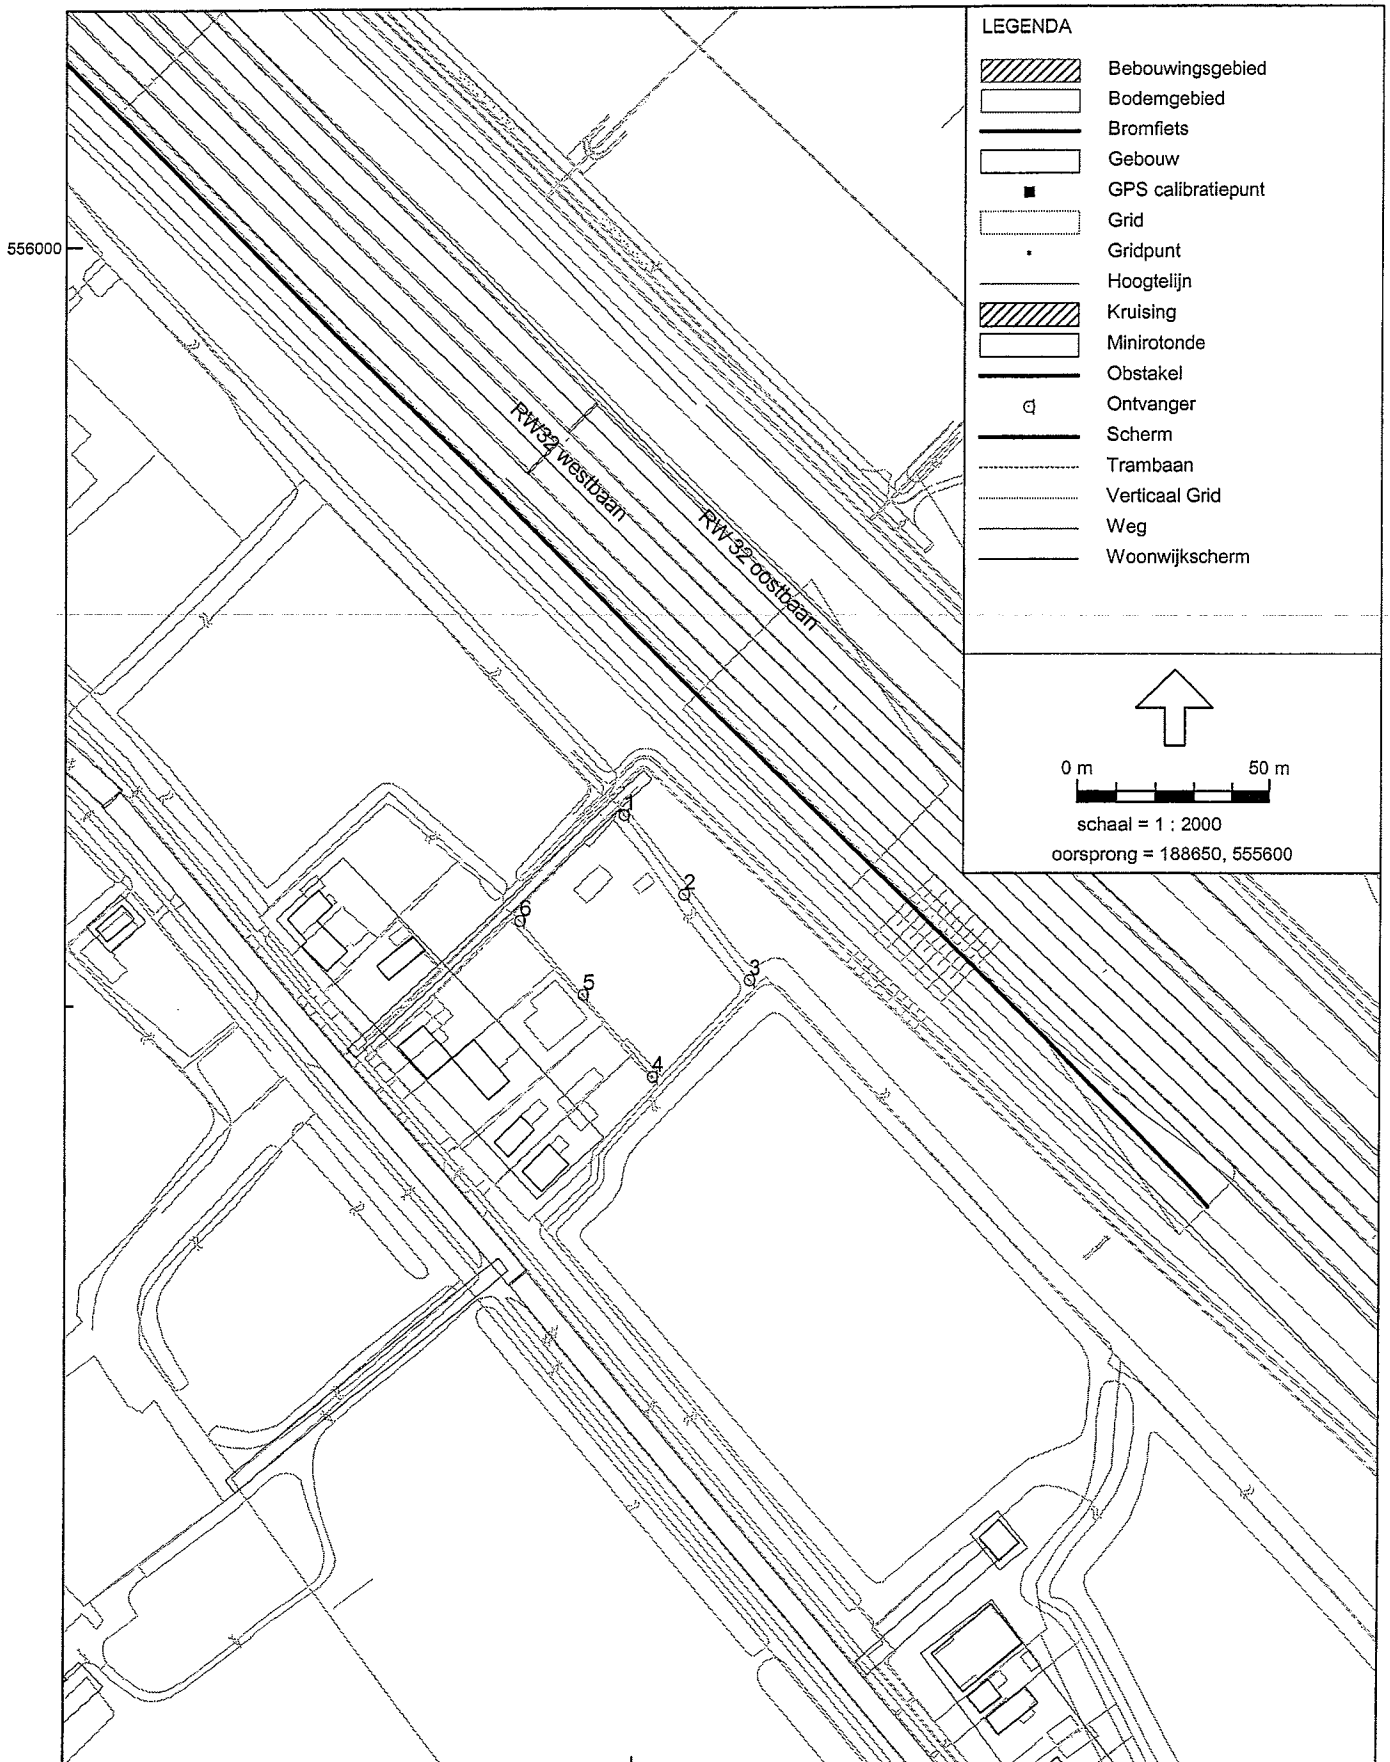 LEGENDA
Bebouwingsgebied
Bodemgebied
Bromfiets
Gebouw
GPS calibratiepunt
Grid
Gridpunt
Hoogtelijn
Kruising
Minirotonde
Obstakel
Ontvanger
Scherm
Trambaan
Verticaal Grid
Weg
Woonwijkscherm
0 m 50 m
schaal = 1 : 2000
oorsprong = 188650, 555600
556000
RW32 westbaan
RW 32 oostbaan
1
2
3
4
5
6